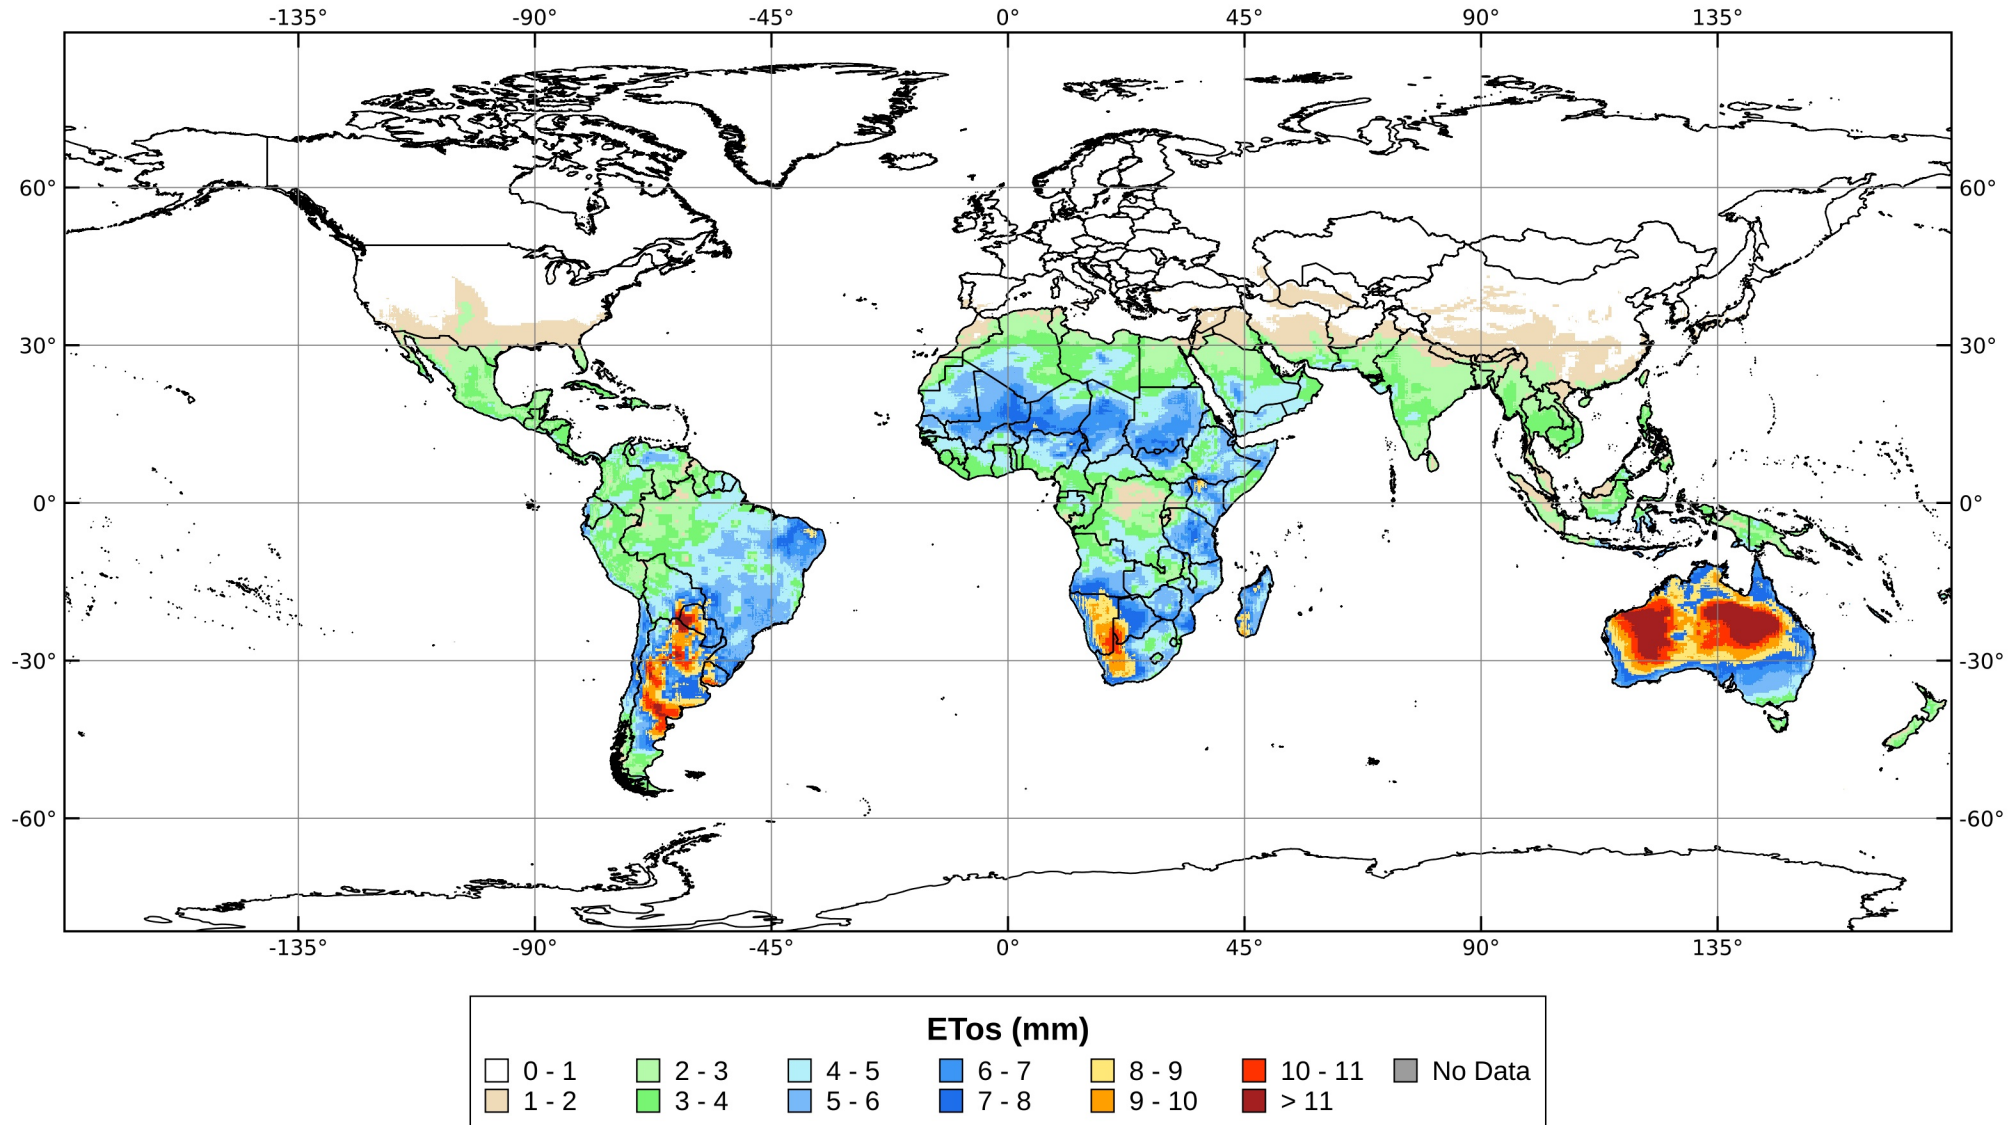 -135° -90° -45° 0° 45° 90° 135°
60° 60°
30° 30°
0° 0°
-30° -30°
-60° -60°
-135° -90° -45° 0° 45° 90° 135°
ETos (mm)
0 - 1 2 - 3 4 - 5 6 - 7 8 - 9 10 - 11 No Data
1 - 2 3 - 4 5 - 6 7 - 8 9 - 10 > 11